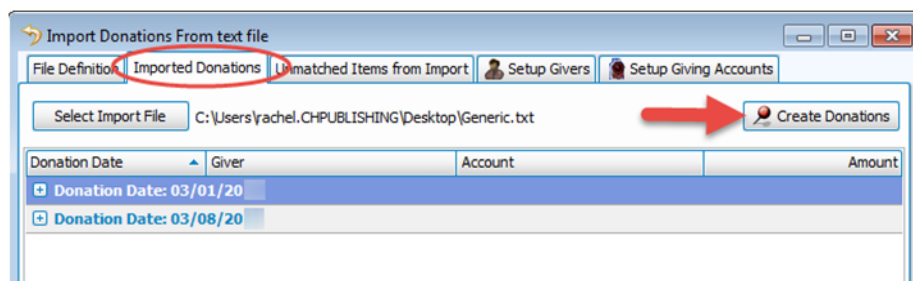 Import Donations From text file
File Definition Imported Donations Unmatched Items from Import Setup Givers Setup Giving Accounts
Select Import File C:\Users\rachel.CHPUBLISHING\Desktop\Generic.txt Create Donations
Donation Date Giver Account Amount
Donation Date: 03/01/20
Donation Date: 03/08/20